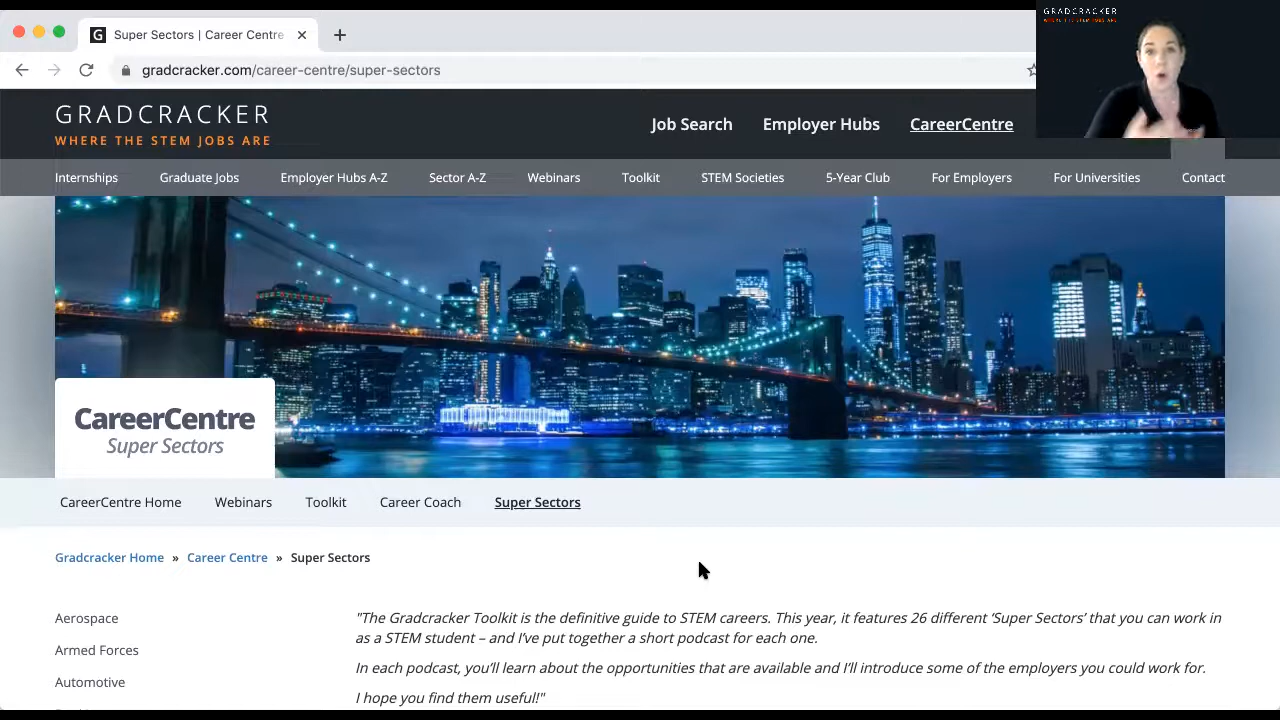 G Super Sectors | Career Centre
gradcracker.com/career-centre/super-sectors
GRADCRACKER
WHERE THE STEM JOBS ARE
GRADCRACKER
WHERE THE STEM JOBS ARE
Job Search Employer Hubs CareerCentre
Internships Graduate Jobs Employer Hubs A-Z Sector A-Z Webinars Toolkit STEM Societies 5-Year Club For Employers For Universities Contact
CareerCentre
Super Sectors
CareerCentre Home Webinars Toolkit Career Coach Super Sectors
Gradcracker Home » Career Centre » Super Sectors
Aerospace
Armed Forces
Automotive
"The Gradcracker Toolkit is the definitive guide to STEM careers. This year, it features 26 different ‘Super Sectors’ that you can work in
as a STEM student – and I’ve put together a short podcast for each one.
In each podcast, you’ll learn about the opportunities that are available and I’ll introduce some of the employers you could work for.
I hope you find them useful!"